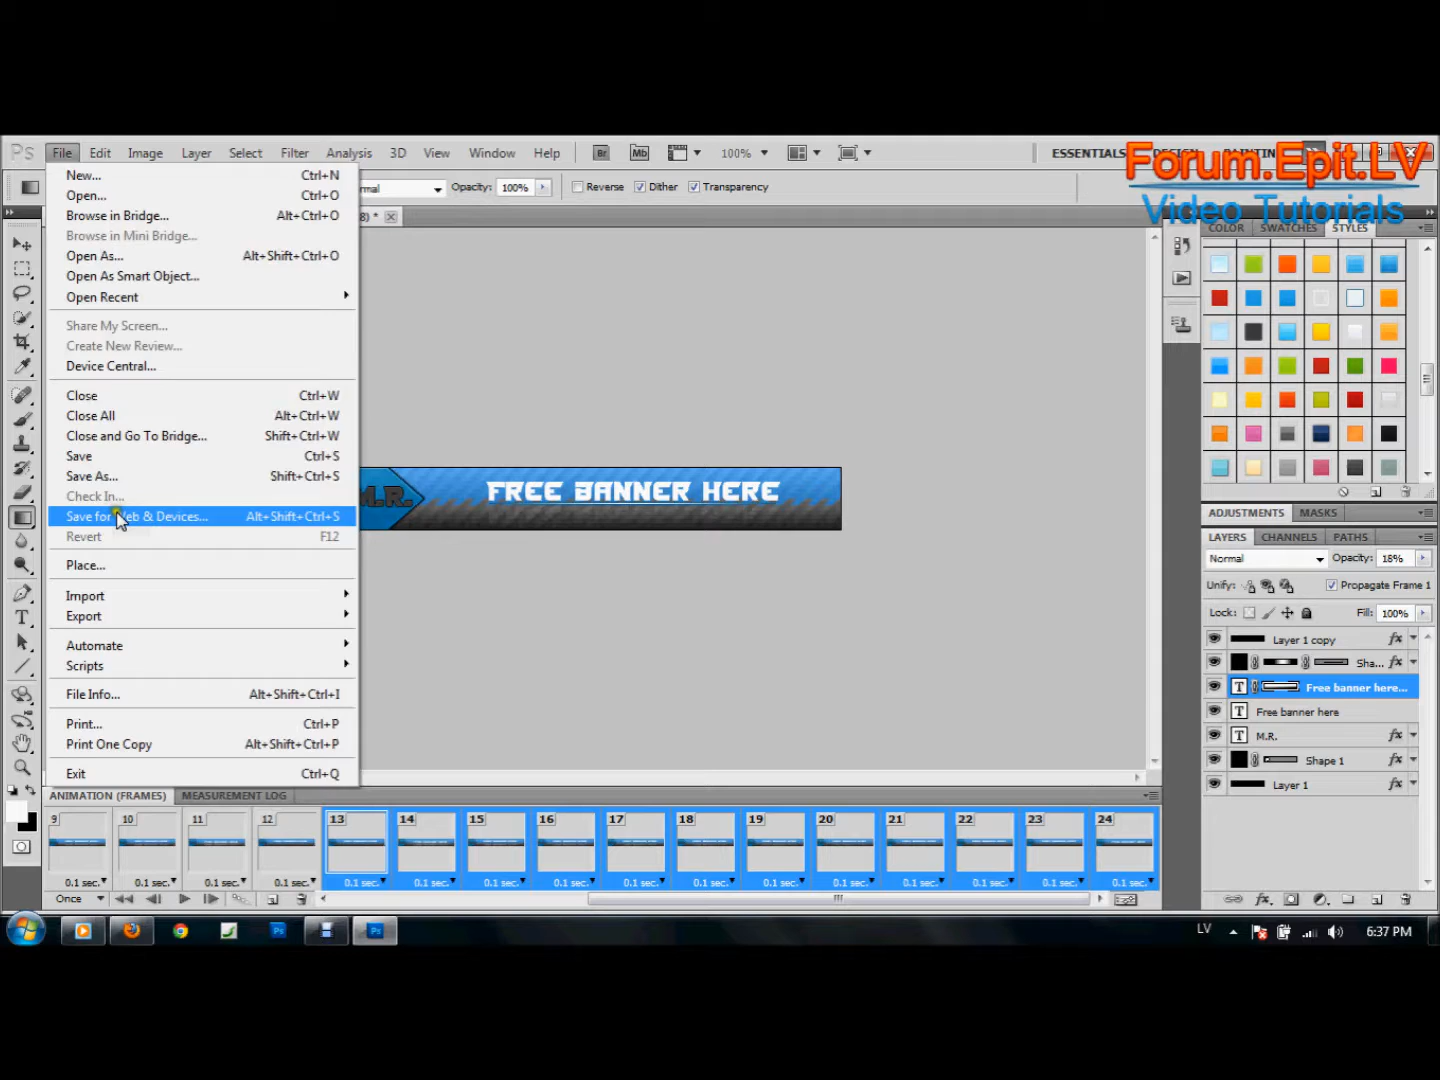 Ps File Edit Image Layer Select Filter Analysis 3D View Window Help Br Mb 100% ESSENTIALS
Forum.Epit.LV
Video Tutorials
Opacity: 100% Reverse Dither Transparency
8) *
New... Ctrl+N
Open... Ctrl+O
Browse in Bridge... Alt+Ctrl+O
Browse in Mini Bridge...
Open As... Alt+Shift+Ctrl+O
Open As Smart Object...
Open Recent
Share My Screen...
Create New Review...
Device Central...
Close Ctrl+W
Close All Alt+Ctrl+W
Close and Go To Bridge... Shift+Ctrl+W
Save Ctrl+S
Save As... Shift+Ctrl+S
Check In...
Save for Web & Devices... Alt+Shift+Ctrl+S
Revert F12
Place...
Import
Export
Automate
Scripts
File Info... Alt+Shift+Ctrl+I
Print... Ctrl+P
Print One Copy Alt+Shift+Ctrl+P
Exit Ctrl+Q
M.R. FREE BANNER HERE
COLOR SWATCHES STYLES
ADJUSTMENTS MASKS
LAYERS CHANNELS PATHS
Normal Opacity: 18%
Unify: Propagate Frame 1
Lock: Fill: 100%
Layer 1 copy fx
Sha... fx
T Free banner here...
T Free banner here
T M.R. fx
Shape 1 fx
Layer 1 fx
ANIMATION (FRAMES) MEASUREMENT LOG
9 10 11 12 13 14 15 16 17 18 19 20 21 22 23 24
0.1 sec. 0.1 sec. 0.1 sec. 0.1 sec. 0.1 sec. 0.1 sec. 0.1 sec. 0.1 sec. 0.1 sec. 0.1 sec. 0.1 sec. 0.1 sec. 0.1 sec. 0.1 sec. 0.1 sec. 0.1 sec.
Once
Ps Ps LV 6:37 PM